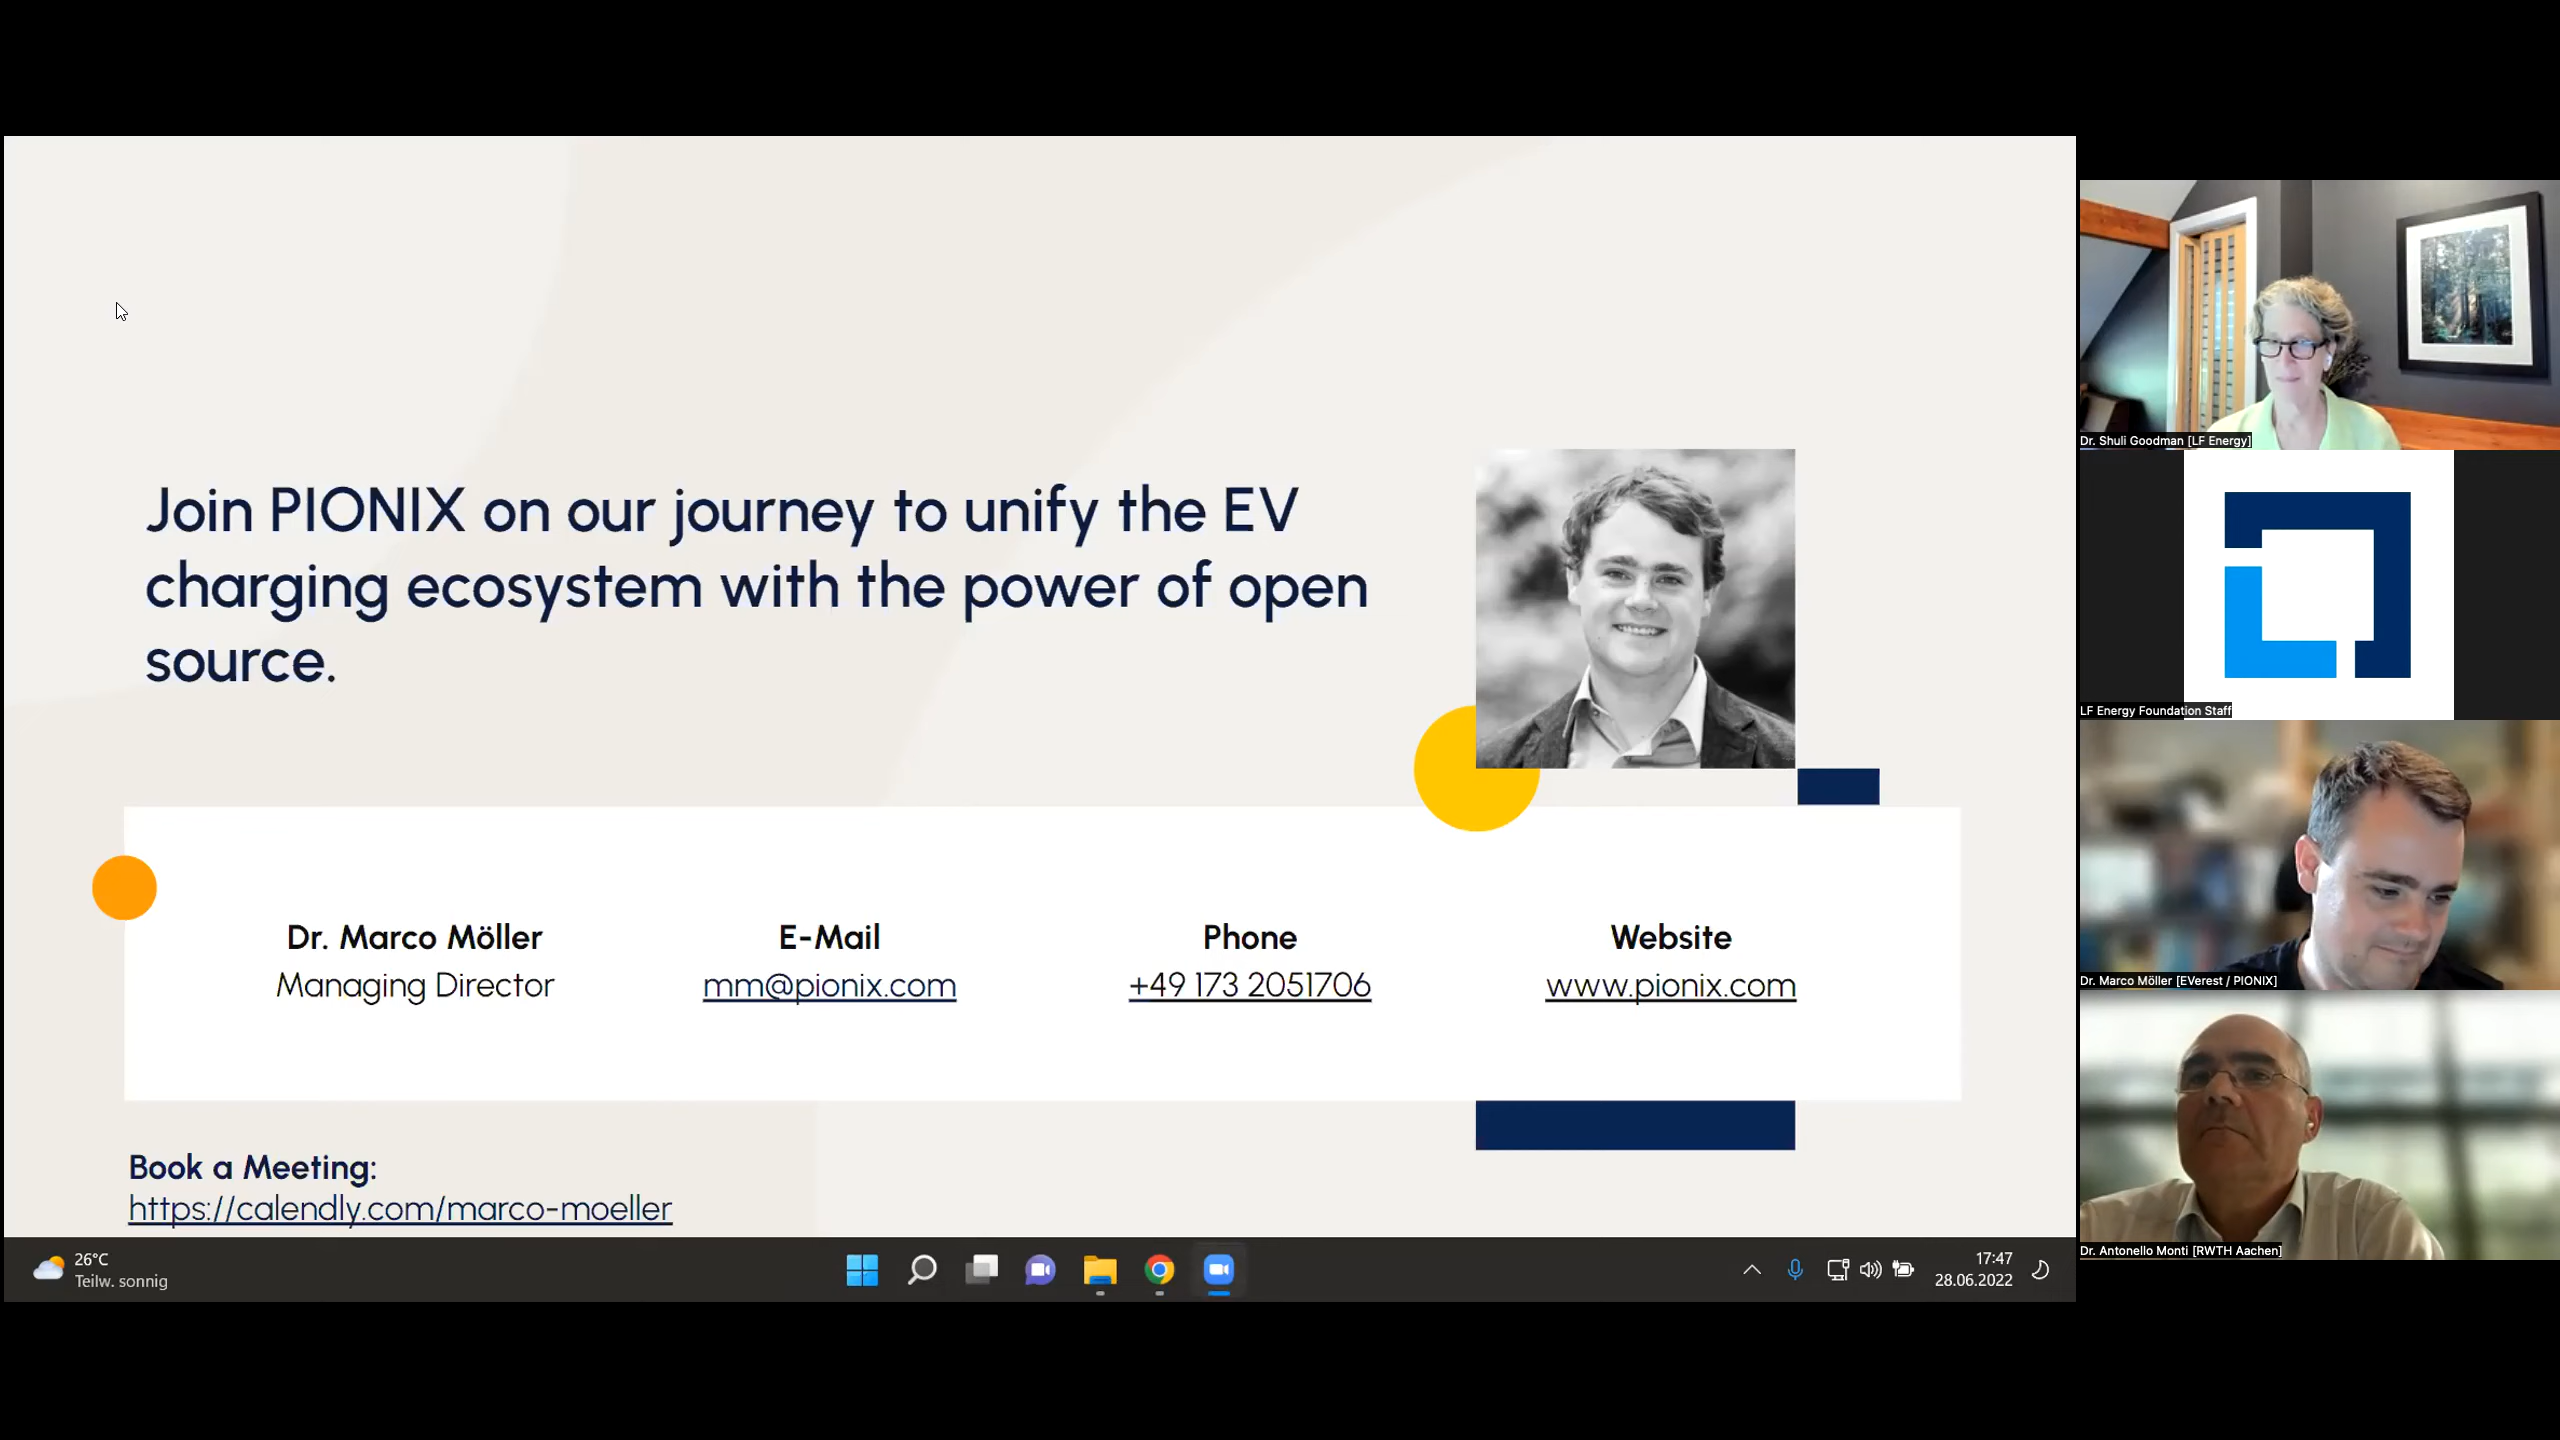 Join PIONIX on our journey to unify the EV
charging ecosystem with the power of open
source.
Dr. Marco Möller
Managing Director
E-Mail
mm@pionix.com
Phone
+49 173 2051706
Website
www.pionix.com
Book a Meeting:
https://calendly.com/marco-moeller
26°C
Teilw. sonnig
17:47
28.06.2022
Dr. Shuli Goodman [LF Energy]
LF Energy Foundation Staff
Dr. Marco Möller [EVerest / PIONIX]
Dr. Antonello Monti [RWTH Aachen]